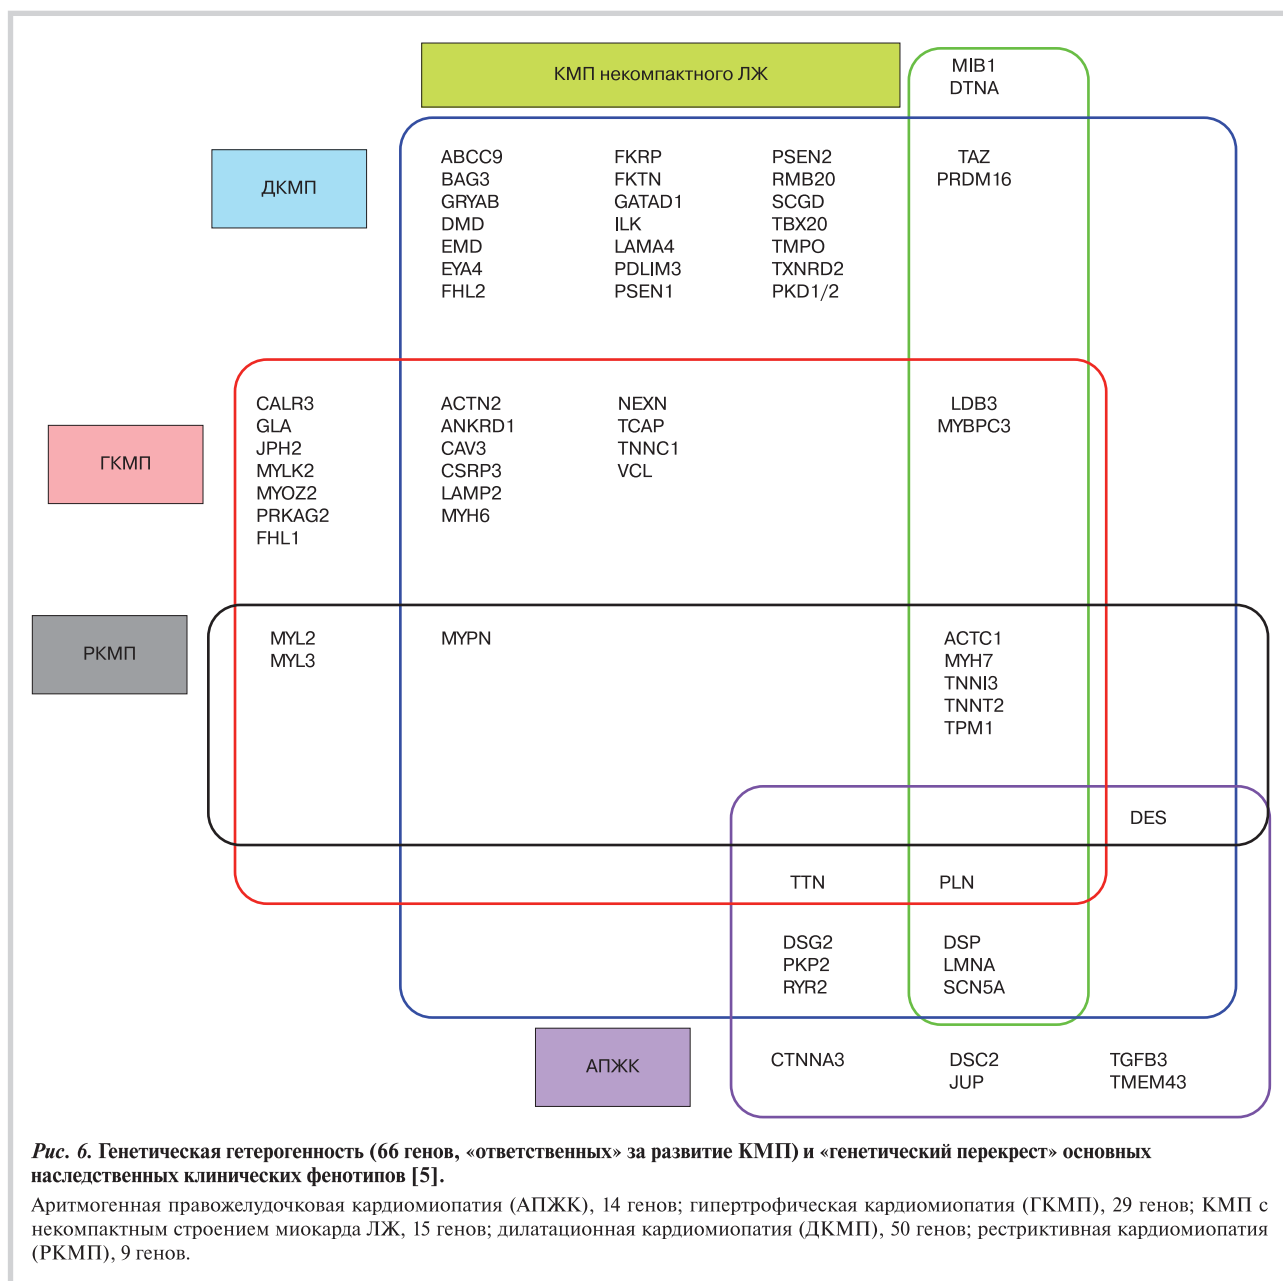 КМП некомпактного ЛЖ
MIB1
DTNA
ДКМП
ABCC9 FKRP PSEN2 TAZ
BAG3 FKTN RMB20 PRDM16
GRYAB GATAD1 SCGD
DMD ILK TBX20
EMD LAMA4 TMPO
EYA4 PDLIM3 TXNRD2
FHL2 PSEN1 PKD1/2
ГКМП
CALR3 ACTN2 NEXN LDB3
GLA ANKRD1 TCAP MYBPC3
JPH2 CAV3 TNNC1
MYLK2 CSRP3 VCL
MYOZ2 LAMP2
PRKAG2 MYH6
FHL1
РКМП
MYL2 MYPN ACTC1
MYL3 MYH7
TNNI3
TNNT2
TPM1
DES
TTN PLN
DSG2 DSP
PKP2 LMNA
RYR2 SCN5A
АПЖК
CTNNA3 DSC2 TGFB3
JUP TMEM43
Рис. 6. Генетическая гетерогенность (66 генов, «ответственных» за развитие КМП) и «генетический перекрест» основных
наследственных клинических фенотипов [5].
Аритмогенная правожелудочковая кардиомиопатия (АПЖК), 14 генов; гипертрофическая кардиомиопатия (ГКМП), 29 генов; КМП с
некомпактным строением миокарда ЛЖ, 15 генов; дилатационная кардиомиопатия (ДКМП), 50 генов; рестриктивная кардиомиопатия
(РКМП), 9 генов.